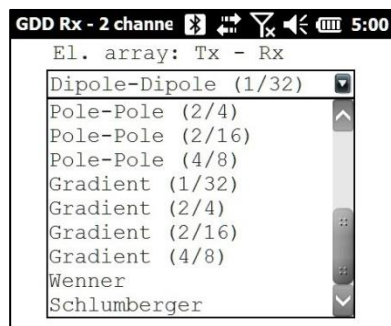 GDD Rx - 2 channe 5:00
El. array: Tx - Rx
Dipole-Dipole (1/32)
Pole-Pole (2/4)
Pole-Pole (2/16)
Pole-Pole (4/8)
Gradient (1/32)
Gradient (2/4)
Gradient (2/16)
Gradient (4/8)
Wenner
Schlumberger